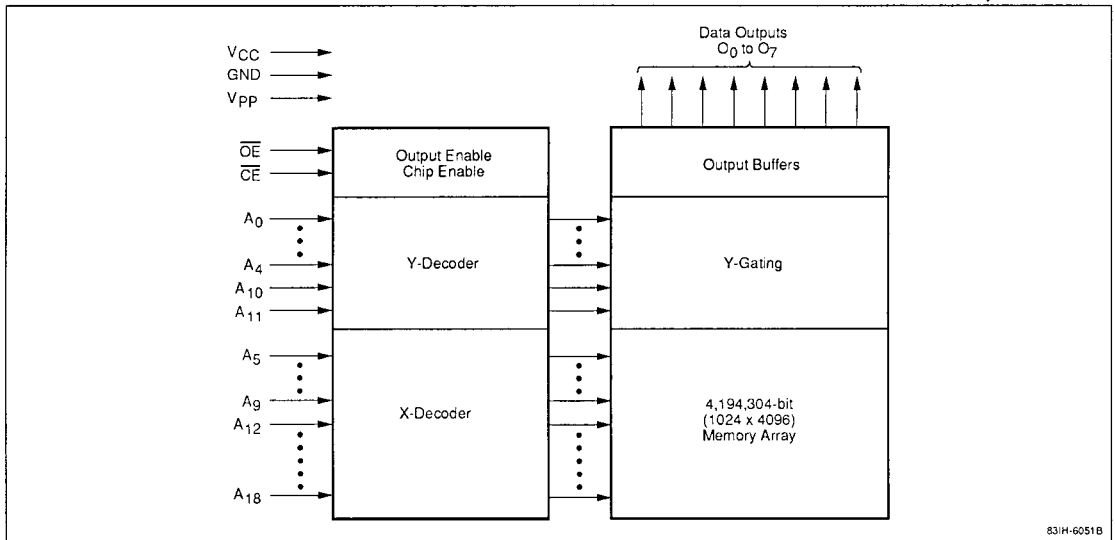 Data Outputs
O0 to O7
VCC
GND
VPP
OE
CE
Output Enable
Chip Enable
Output Buffers
A0
A4
A10
A11
Y-Decoder
Y-Gating
A5
A9
A12
A18
X-Decoder
4,194,304-bit
(1024 x 4096)
Memory Array
83IH-6051B